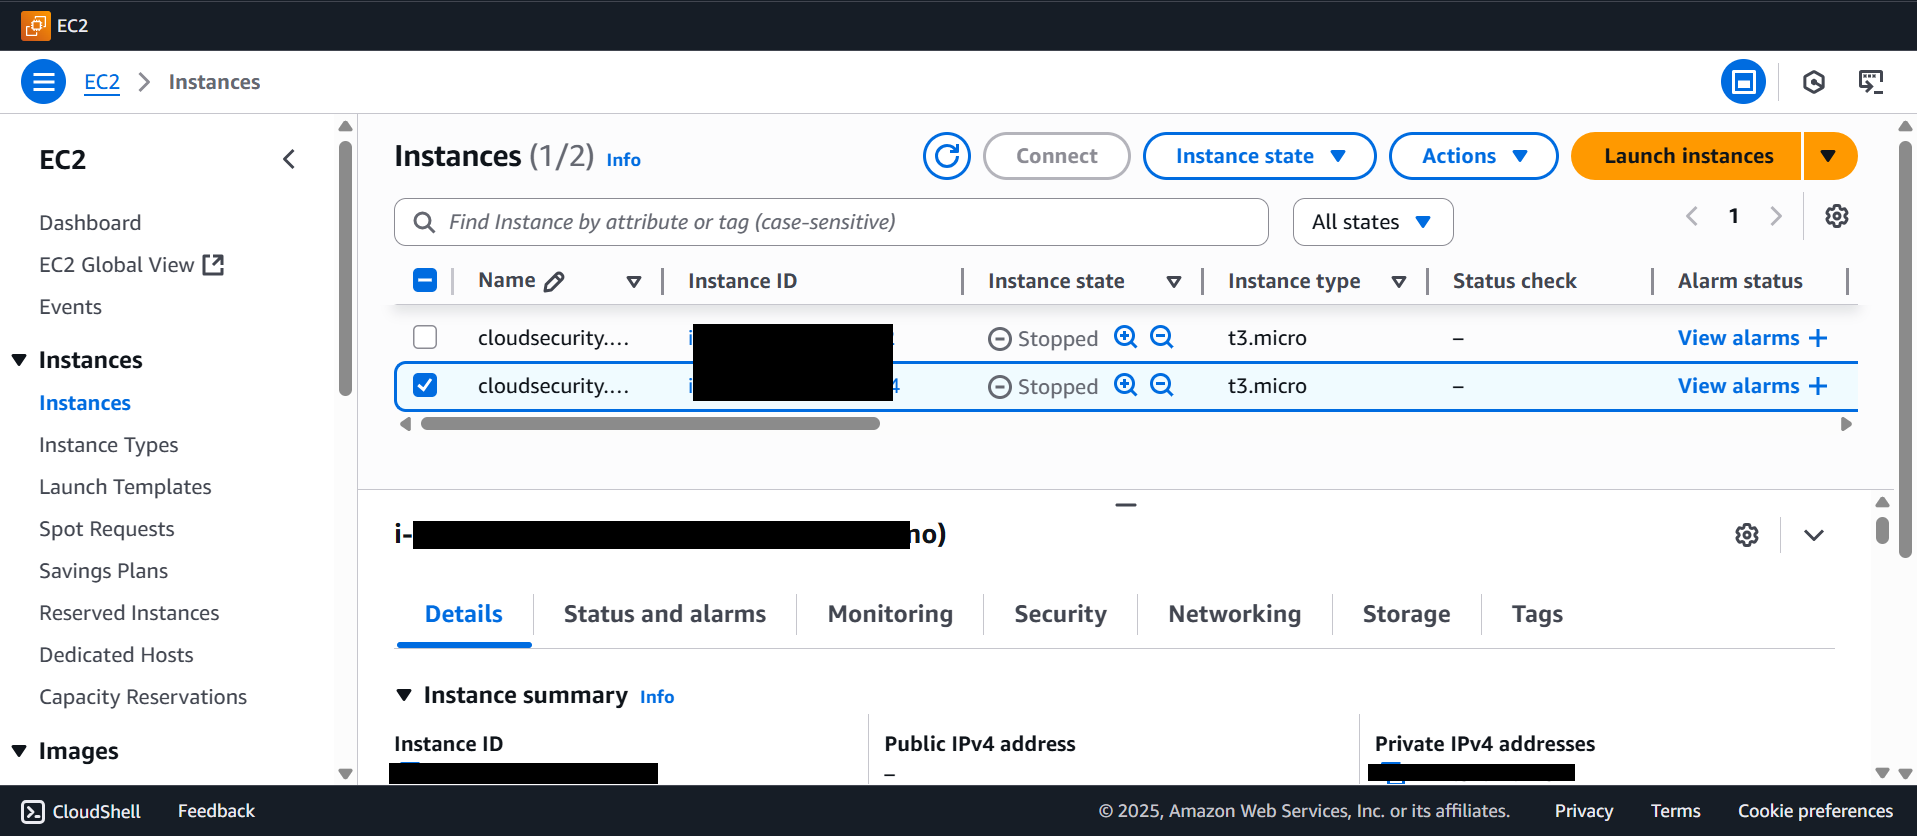 EC2
EC2 > Instances
EC2
Dashboard
EC2 Global View
Events
Instances
Instances
Instance Types
Launch Templates
Spot Requests
Savings Plans
Reserved Instances
Dedicated Hosts
Capacity Reservations
Images
Instances (1/2) Info
Connect
Instance state
Actions
Launch instances
Find Instance by attribute or tag (case-sensitive)
All states
1
Name Instance ID Instance state Instance type Status check Alarm status
cloudsecurity.... i Stopped t3.micro – View alarms +
cloudsecurity.... i 4 Stopped t3.micro – View alarms +
i- no)
Details Status and alarms Monitoring Security Networking Storage Tags
Instance summary Info
Instance ID
Public IPv4 address
–
Private IPv4 addresses
CloudShell Feedback © 2025, Amazon Web Services, Inc. or its affiliates. Privacy Terms Cookie preferences